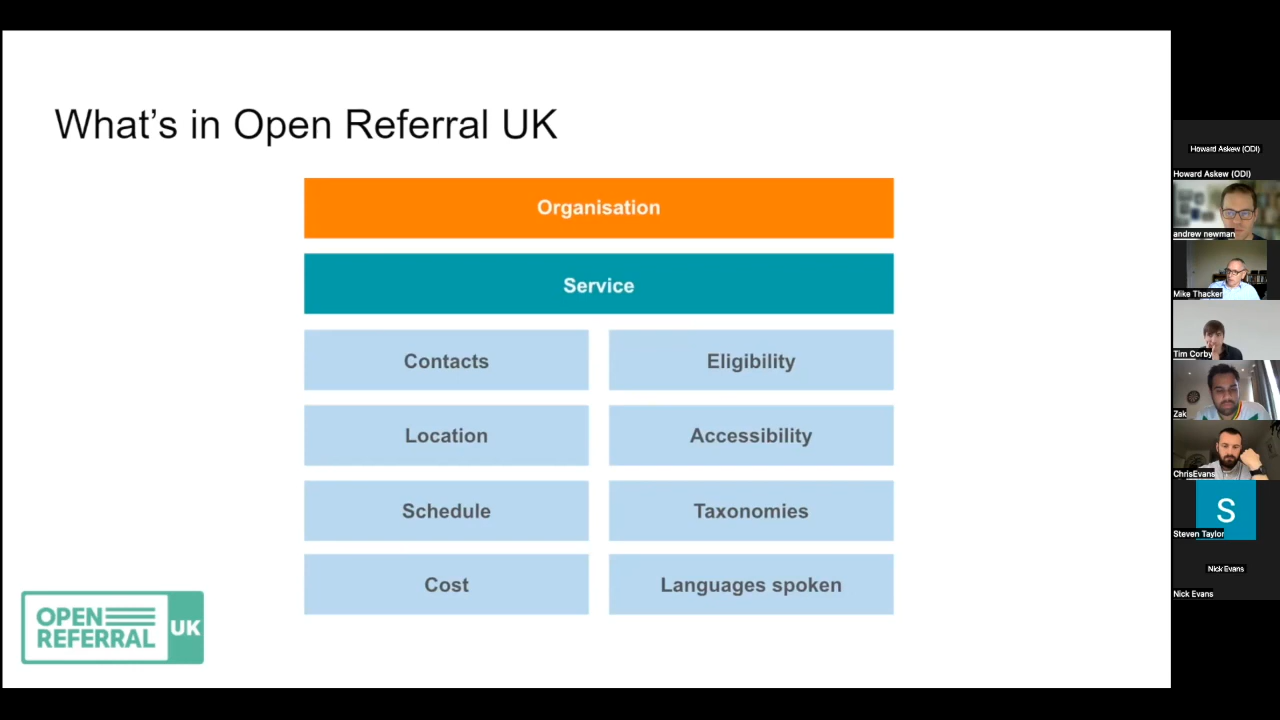 What's in Open Referral UK
Organisation
Service
Contacts
Eligibility
Location
Accessibility
Schedule
Taxonomies
Cost
Languages spoken
OPEN
REFERRAL
UK
Howard Askew (ODI)
Howard Askew (ODI)
andrew newman
Mike Thacker
Tim Corby
Zak
ChrisEvans
S
Steven Taylor
Nick Evans
Nick Evans